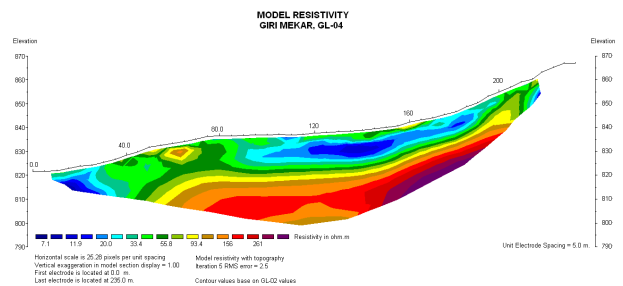 MODEL RESISTIVITY
GIRI MEKAR, GL-04
Elevation
Elevation
870
870
860
860
850
850
840
840
830
830
820
820
810
810
800
800
790
790
0.0
40.0
80.0
120
160
200
7.1 11.9 20.0 33.4 55.8 93.4 156 261 Resistivity in ohm.m
Unit Electrode Spacing = 5.0 m.
Horizontal scale is 25.28 pixels per unit spacing
Vertical exaggeration in model section display = 1.00
First electrode is located at 0.0 m.
Last electrode is located at 235.0 m.
Model resistivity with topography
Iteration 5 RMS error = 2.5
Contour values base on GL-02 values